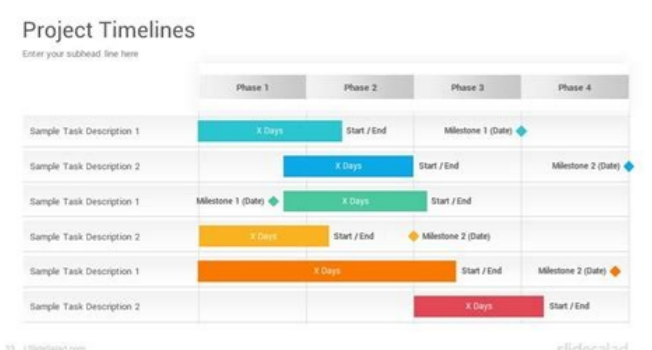 Project Timelines
Enter your subhead line here
Phase 1 Phase 2 Phase 3 Phase 4
Sample Task Description 1 X Days Start / End Milestone 1 (Date)
Sample Task Description 2 X Days Start / End Milestone 2 (Date)
Sample Task Description 1 Milestone 1 (Date) X Days Start / End
Sample Task Description 2 X Days Start / End Milestone 2 (Date)
Sample Task Description 1 X Days Start / End Milestone 2 (Date)
Sample Task Description 2 X Days Start / End
slidesalad